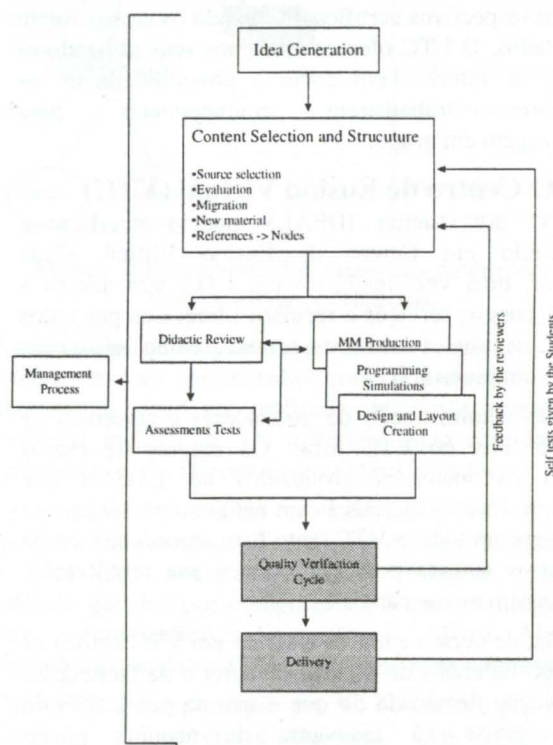 Idea Generation
Content Selection and Strucuture
•Source selection
•Evaluation
•Migration
•New material
•References -> Nodes
Didactic Review
MM Production
Management
Process
Programming
Simulations
Assessments Tests
Design and Layout
Creation
Feedback by the reviewers
Self tests given by the Students
Quality Verifaction
Cycle
Delivery